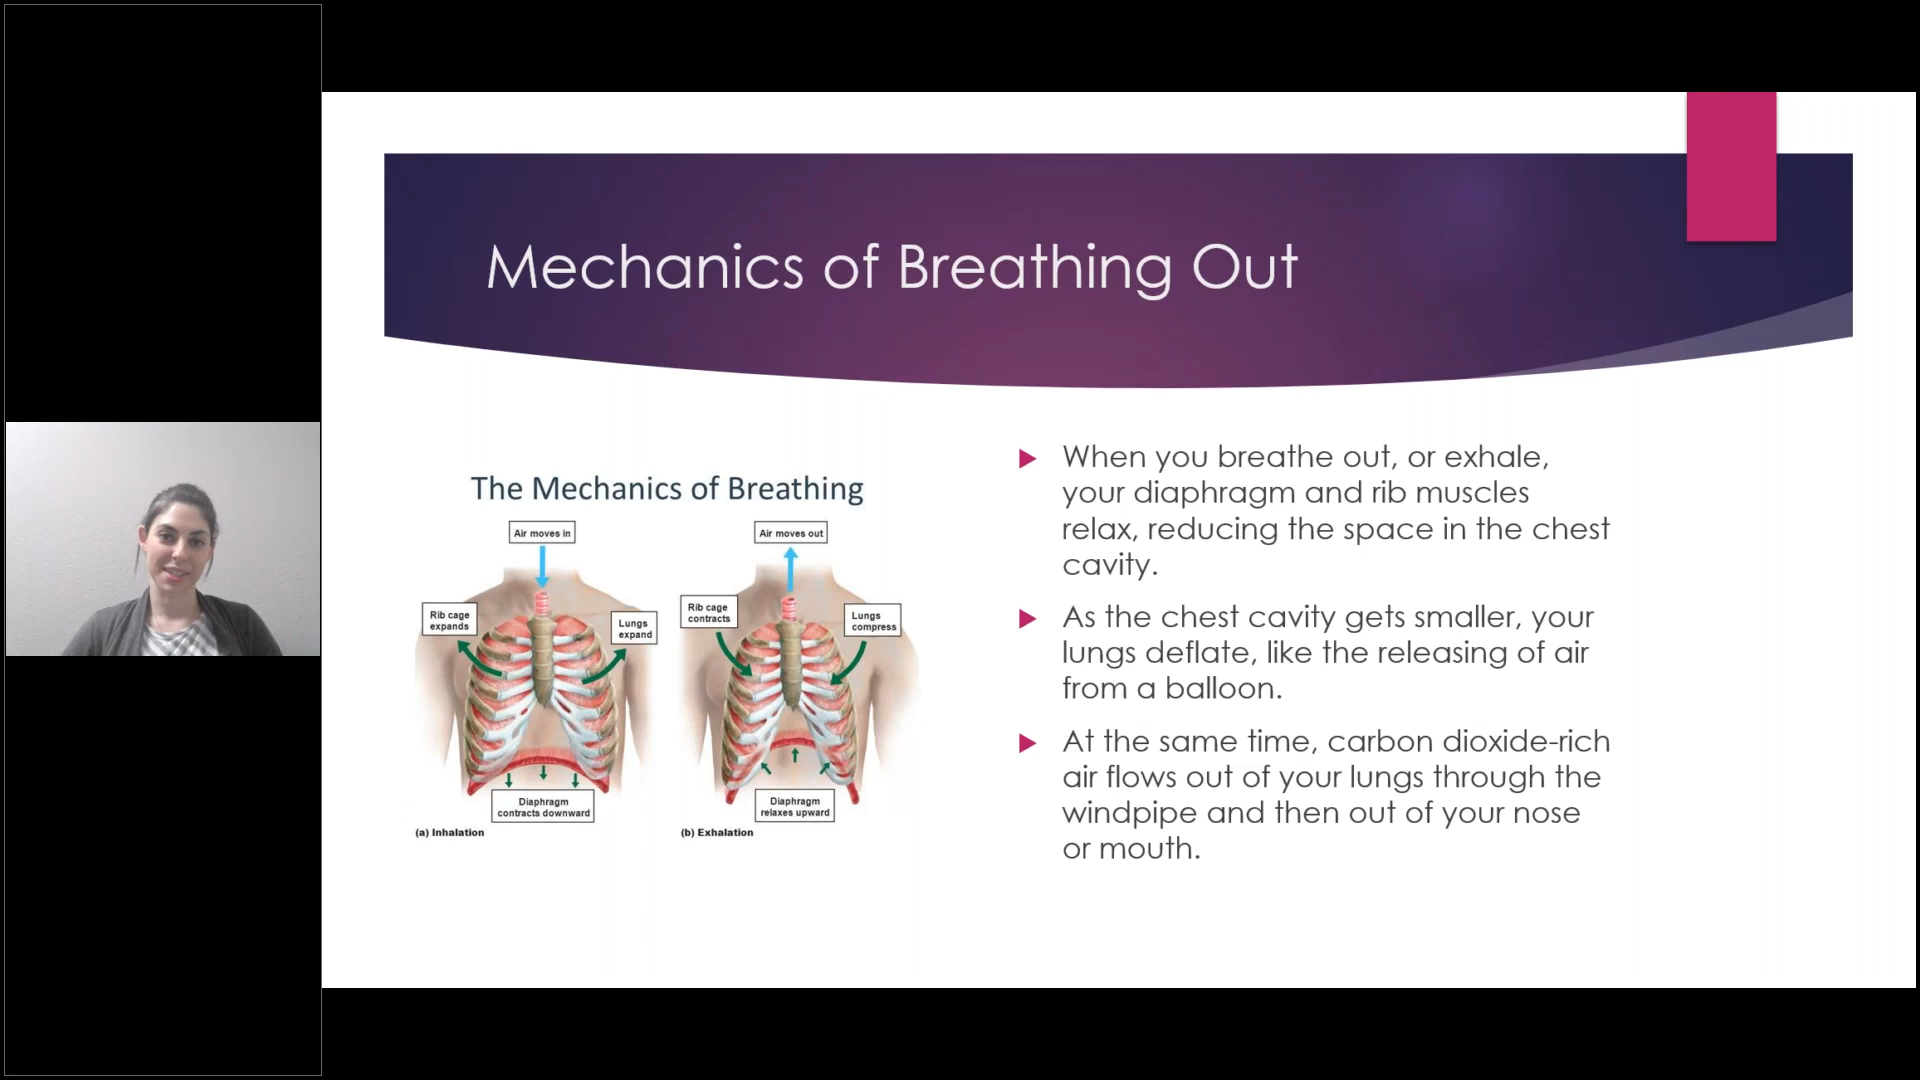 Mechanics of Breathing Out
The Mechanics of Breathing
Air moves in
Rib cage
expands
Lungs
expand
Diaphragm
contracts downward
(a) Inhalation
Air moves out
Rib cage
contracts
Lungs
compress
Diaphragm
relaxes upward
(b) Exhalation
When you breathe out, or exhale,
your diaphragm and rib muscles
relax, reducing the space in the chest
cavity.
As the chest cavity gets smaller, your
lungs deflate, like the releasing of air
from a balloon.
At the same time, carbon dioxide-rich
air flows out of your lungs through the
windpipe and then out of your nose
or mouth.